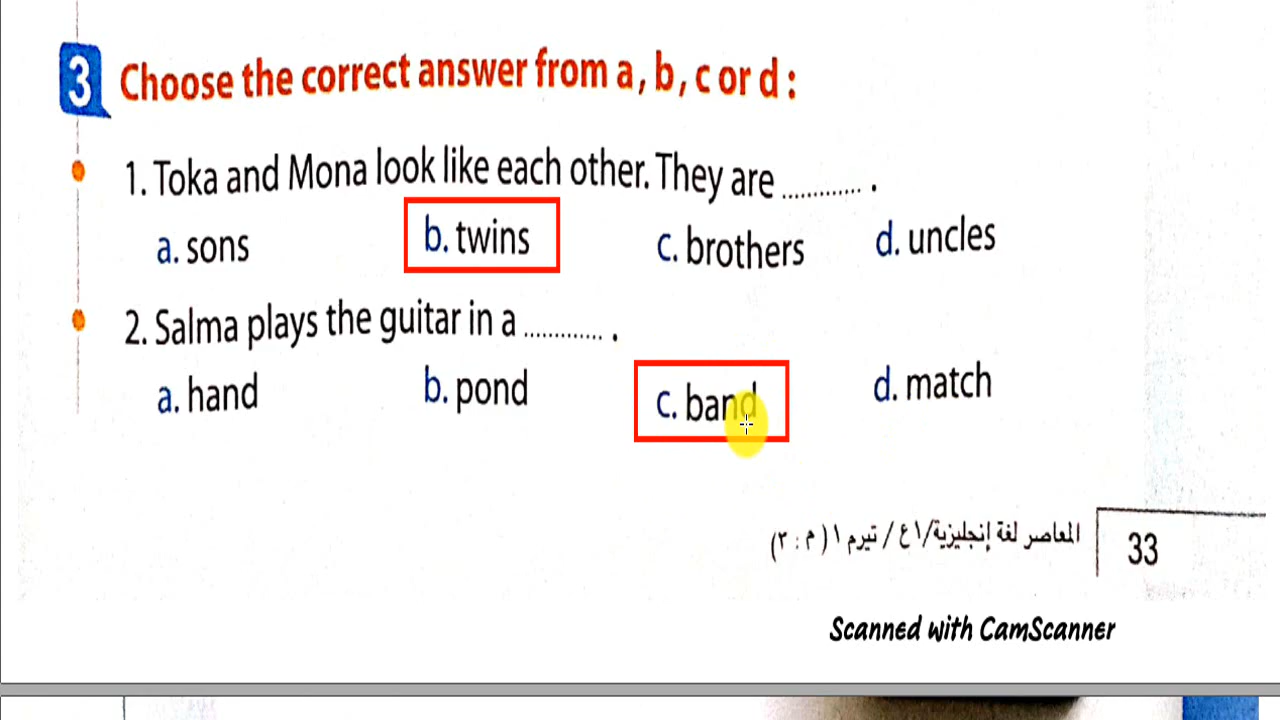 3 Choose the correct answer from a, b, c or d :
1. Toka and Mona look like each other. They are ............. .
a. sons b. twins c. brothers d. uncles
2. Salma plays the guitar in a ............. .
a. hand b. pond c. band d. match
المعاصر لغة إنجليزية/١ع / تيرم ١ (م : ٣) 33
Scanned with CamScanner